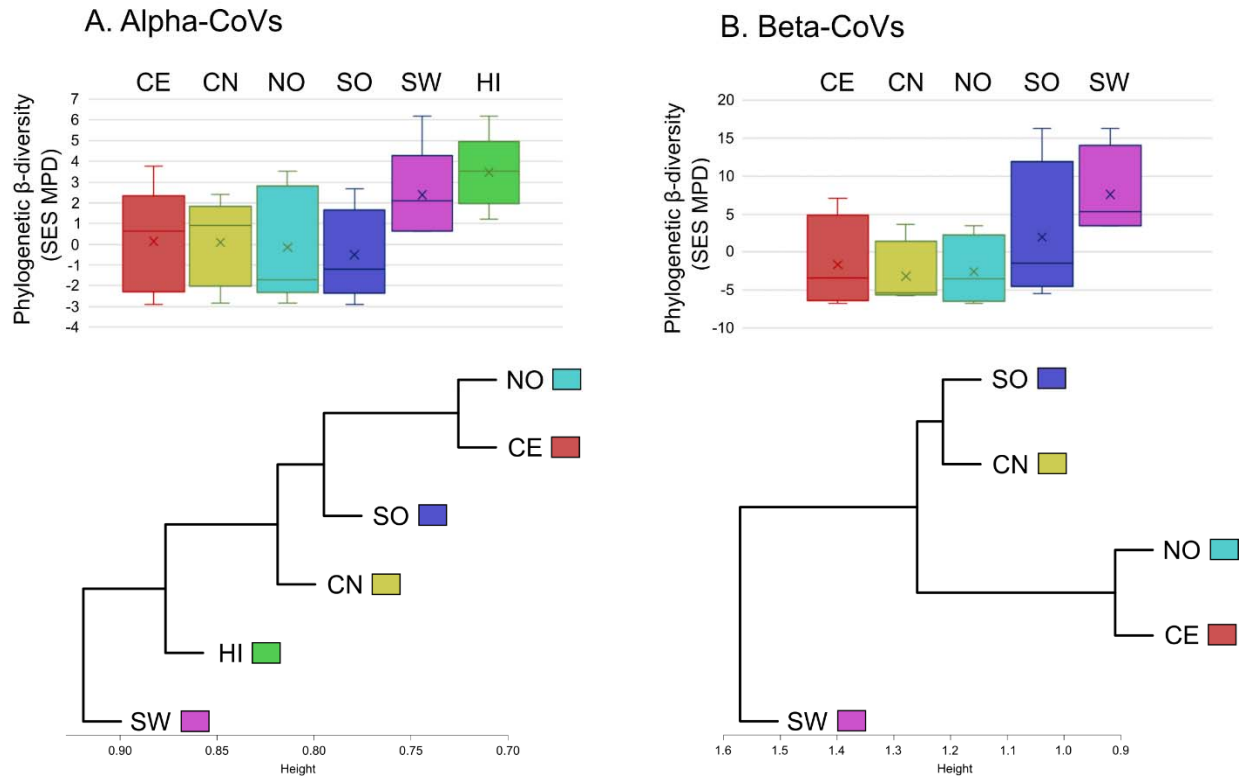 A. Alpha-CoVs
CE CN NO SO SW HI
Phylogenetic β-diversity
(SES MPD)
7
6
5
4
3
2
1
0
-1
-2
-3
-4
NO
CE
SO
CN
HI
SW
0.90 0.85 0.80 0.75 0.70
Height
B. Beta-CoVs
CE CN NO SO SW
Phylogenetic β-diversity
(SES MPD)
20
15
10
5
0
-5
-10
SO
CN
NO
CE
SW
1.6 1.5 1.4 1.3 1.2 1.1 1.0 0.9
Height